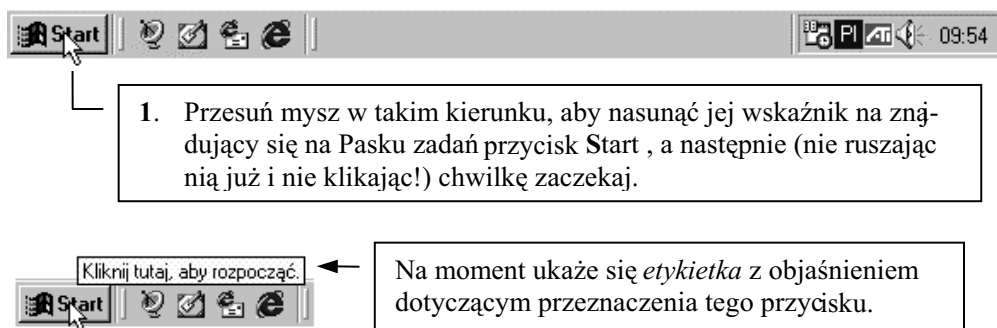 Start
PI
09:54
1. Przesuń mysz w takim kierunku, aby nasunąć jej wskaźnik na zną-
dujący się na Pasku zadań przycisk Start , a następnie (nie ruszając
nią już i nie klikając!) chwilkę zaczekaj.
Kliknij tutaj, aby rozpocząć.
Na moment ukaże się etykietka z objaśnieniem
dotyczącym przeznaczenia tego przycisku.
Start